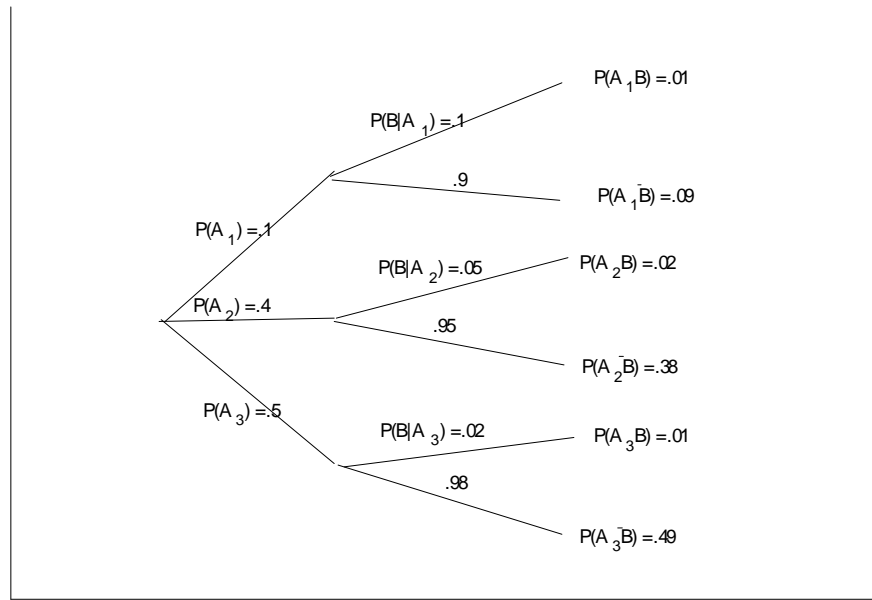 P(A₁B) =.01
P(B|A₁) =.1
.9
P(A₁B̄) =.09
P(A₁) =.1
P(B|A₂) =.05
P(A₂B) =.02
P(A₂) =.4
.95
P(A₂B̄) =.38
P(A₃) =.5
P(B|A₃) =.02
P(A₃B) =.01
.98
P(A₃B̄) =.49